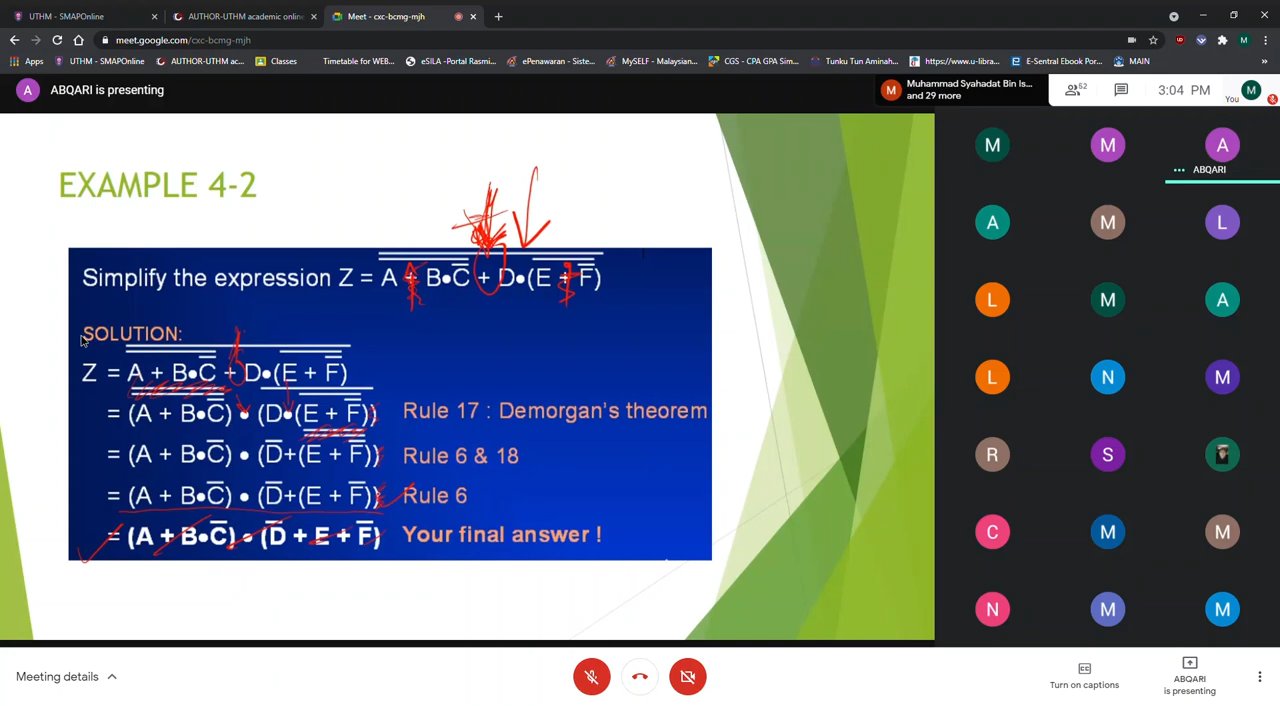 UTHM - SMAPOnline
AUTHOR-UTHM academic online
Meet - cxc-bcmg-mjh
meet.google.com/cxc-bcmg-mjh
M
Apps
UTHM - SMAPOnline
AUTHOR-UTHM ac...
Classes
Timetable for WEB...
eSILA -Portal Rasmi...
ePenawaran - Siste...
MySELF - Malaysian...
CGS - CPA GPA Sim...
Tunku Tun Aminah...
https://www.u-libra...
E-Sentral Ebook Por...
MAIN
»
A ABQARI is presenting
M Muhammad Syahadat Bin Is...
and 29 more
52
3:04 PM
You
M
EXAMPLE 4-2
Simplify the expression Z = A + B•C̅ + D•(E + F̅)
SOLUTION:
Z = A + B•C̅ + D•(E + F̅)
= (A + B•C̅) • (D•(E + F̅)) Rule 17 : Demorgan's theorem
= (A + B•C̅) • (D̅+(E + F̅)) Rule 6 & 18
= (A + B•C̅) • (D̅+(E + F̅)) Rule 6
= (A + B•C̅) • (D̅ + E + F̅) Your final answer !
M M A
ABQARI
A M L
L O A
L N M
R S
C M M
N M M
Meeting details
Turn on captions
ABQARI
is presenting